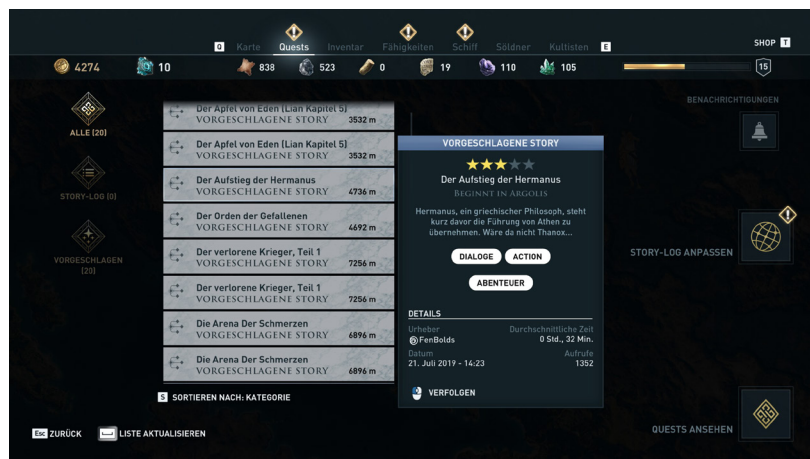 Q Karte Quests Inventar Fähigkeiten Schiff Söldner Kultisten E
SHOP T
4274 10 838 523 0 19 110 105 15
ALLE (20)
STORY-LOG (0)
VORGESCHLAGEN
(20)
Der Apfel von Eden (Lian Kapitel 5)
VORGESCHLAGENE STORY 3532 m
Der Apfel von Eden (Lian Kapitel 5)
VORGESCHLAGENE STORY 3532 m
Der Aufstieg der Hermanus
VORGESCHLAGENE STORY 4736 m
Der Orden der Gefallenen
VORGESCHLAGENE STORY 4692 m
Der verlorene Krieger, Teil 1
VORGESCHLAGENE STORY 7256 m
Der verlorene Krieger, Teil 1
VORGESCHLAGENE STORY 7256 m
Die Arena Der Schmerzen
VORGESCHLAGENE STORY 6896 m
Die Arena Der Schmerzen
VORGESCHLAGENE STORY 6896 m
S SORTIEREN NACH: KATEGORIE
VORGESCHLAGENE STORY
Der Aufstieg der Hermanus
BEGINNT IN ARGOLIS
Hermanus, ein griechischer Philosoph, steht
kurz davor die Führung von Athen zu
übernehmen. Wäre da nicht Thanox...
DIALOGE ACTION
ABENTEUER
DETAILS
Urheber Durchschnittliche Zeit
FenBolds 0 Std., 32 Min.
Datum Aufrufe
21. Juli 2019 - 14:23 1352
VERFOLGEN
BENACHRICHTIGUNGEN
STORY-LOG ANPASSEN
QUESTS ANSEHEN
Esc ZURÜCK LISTE AKTUALISIEREN